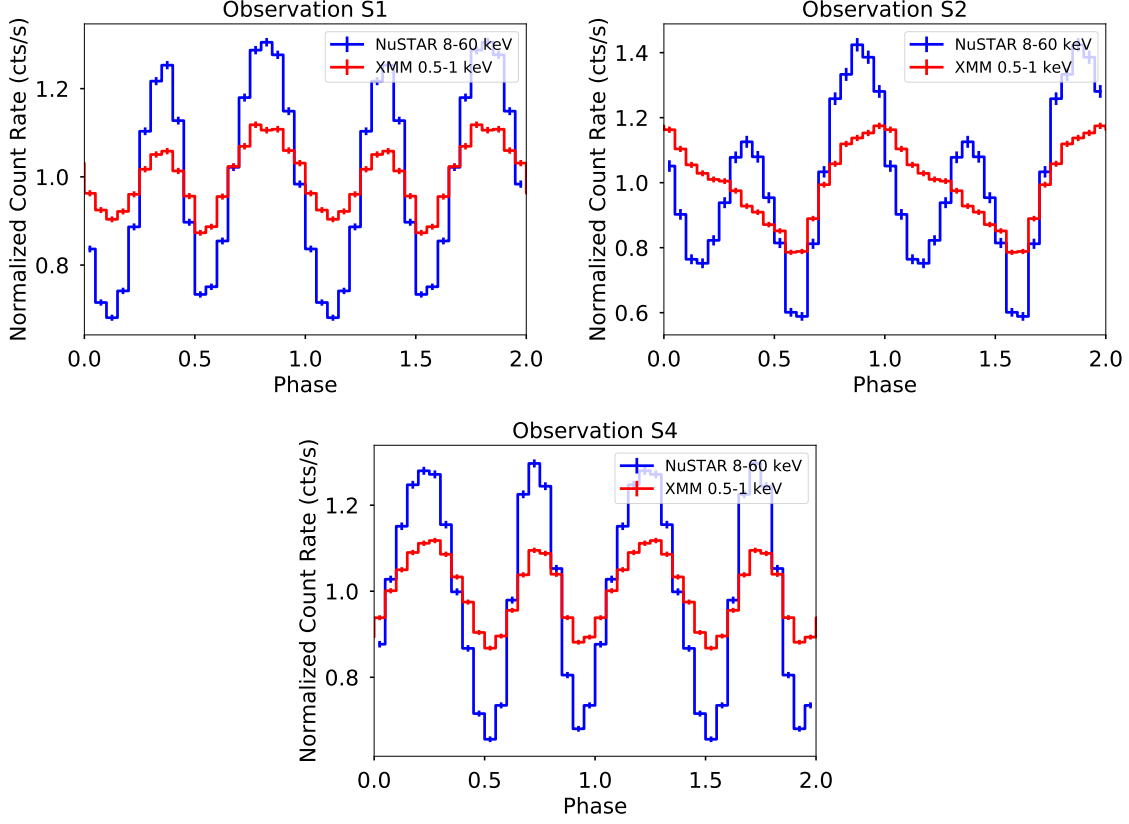 Observation S1
Normalized Count Rate (cts/s)
1.2
1.0
0.8
NuSTAR 8-60 keV
XMM 0.5-1 keV
0.0
0.5
1.0
1.5
2.0
Phase
Observation S2
Normalized Count Rate (cts/s)
1.4
1.2
1.0
0.8
0.6
NuSTAR 8-60 keV
XMM 0.5-1 keV
0.0
0.5
1.0
1.5
2.0
Phase
Observation S4
Normalized Count Rate (cts/s)
1.2
1.0
0.8
NuSTAR 8-60 keV
XMM 0.5-1 keV
0.0
0.5
1.0
1.5
2.0
Phase